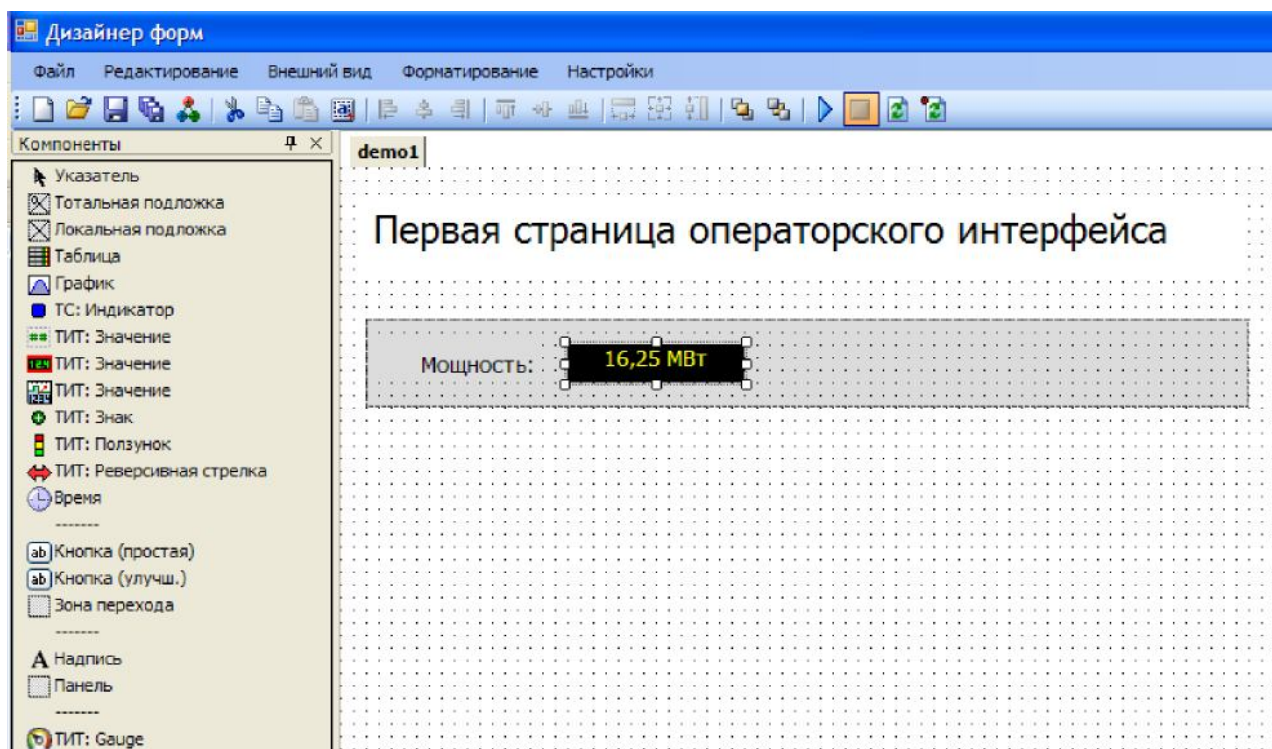 Дизайнер форм
Файл Редактирование Внешний вид Форматирование Настройки
Компоненты
demo1
Указатель
Тотальная подложка
Локальная подложка
Таблица
График
ТС: Индикатор
ТИТ: Значение
ТИТ: Значение
ТИТ: Значение
ТИТ: Знак
ТИТ: Ползунок
ТИТ: Реверсивная стрелка
Время
-------
Кнопка (простая)
Кнопка (улучш.)
Зона перехода
-------
Надпись
Панель
-------
ТИТ: Gauge
Первая страница операторского интерфейса
Мощность: 16,25 МВт